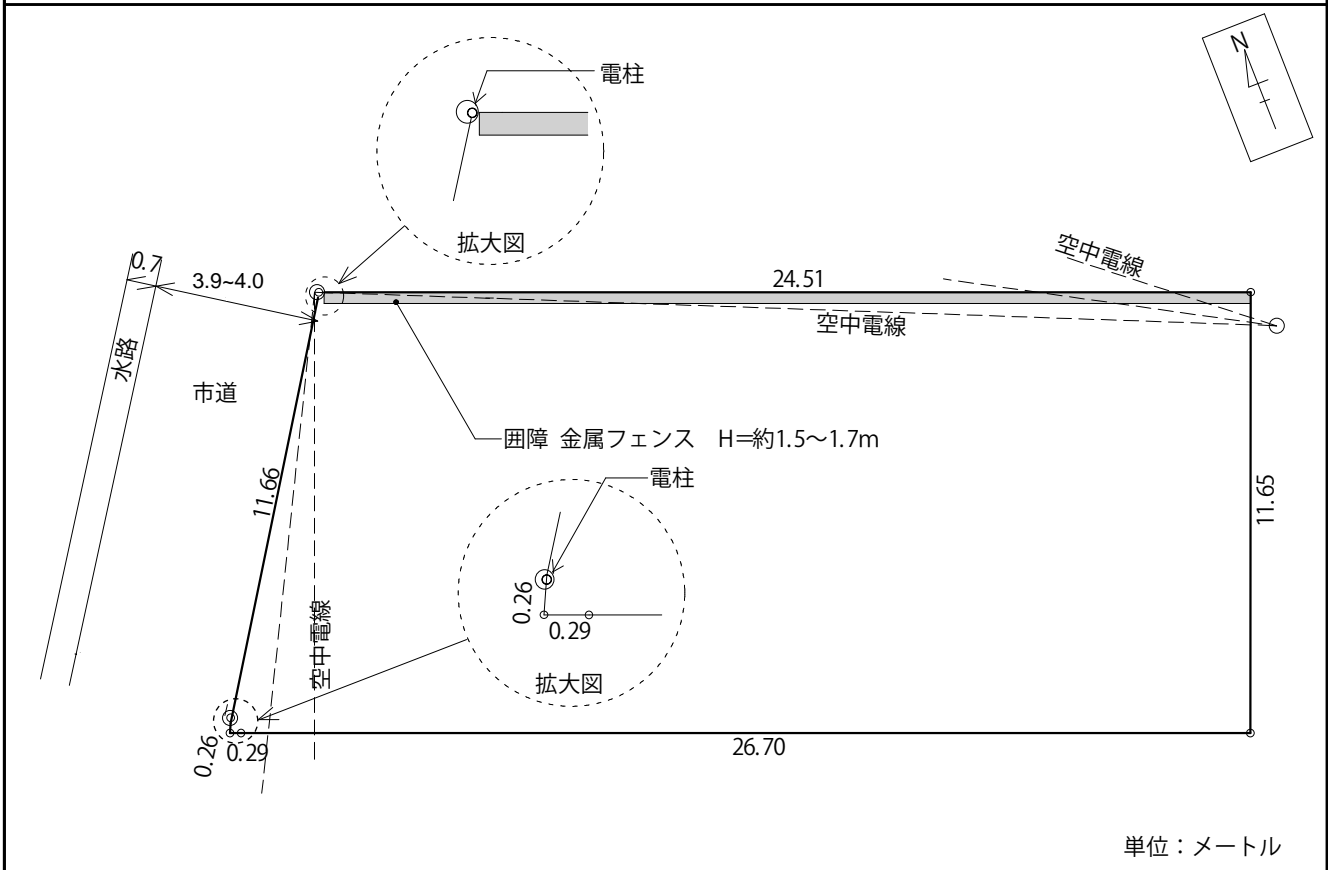 N
電柱
拡大図
空中電線
0.7
3.9~4.0
24.51
空中電線
水路
市道
囲障 金属フェンス H=約1.5～1.7m
電柱
11.66
11.65
0.26
0.29
空中電線
拡大図
0.26
0.29
26.70
単位：メートル